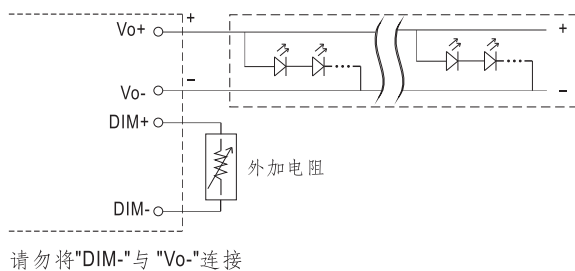 Vo+
+
+
-
Vo-
-
DIM+
外加电阻
DIM-
请勿将"DIM-"与 "Vo-"连接